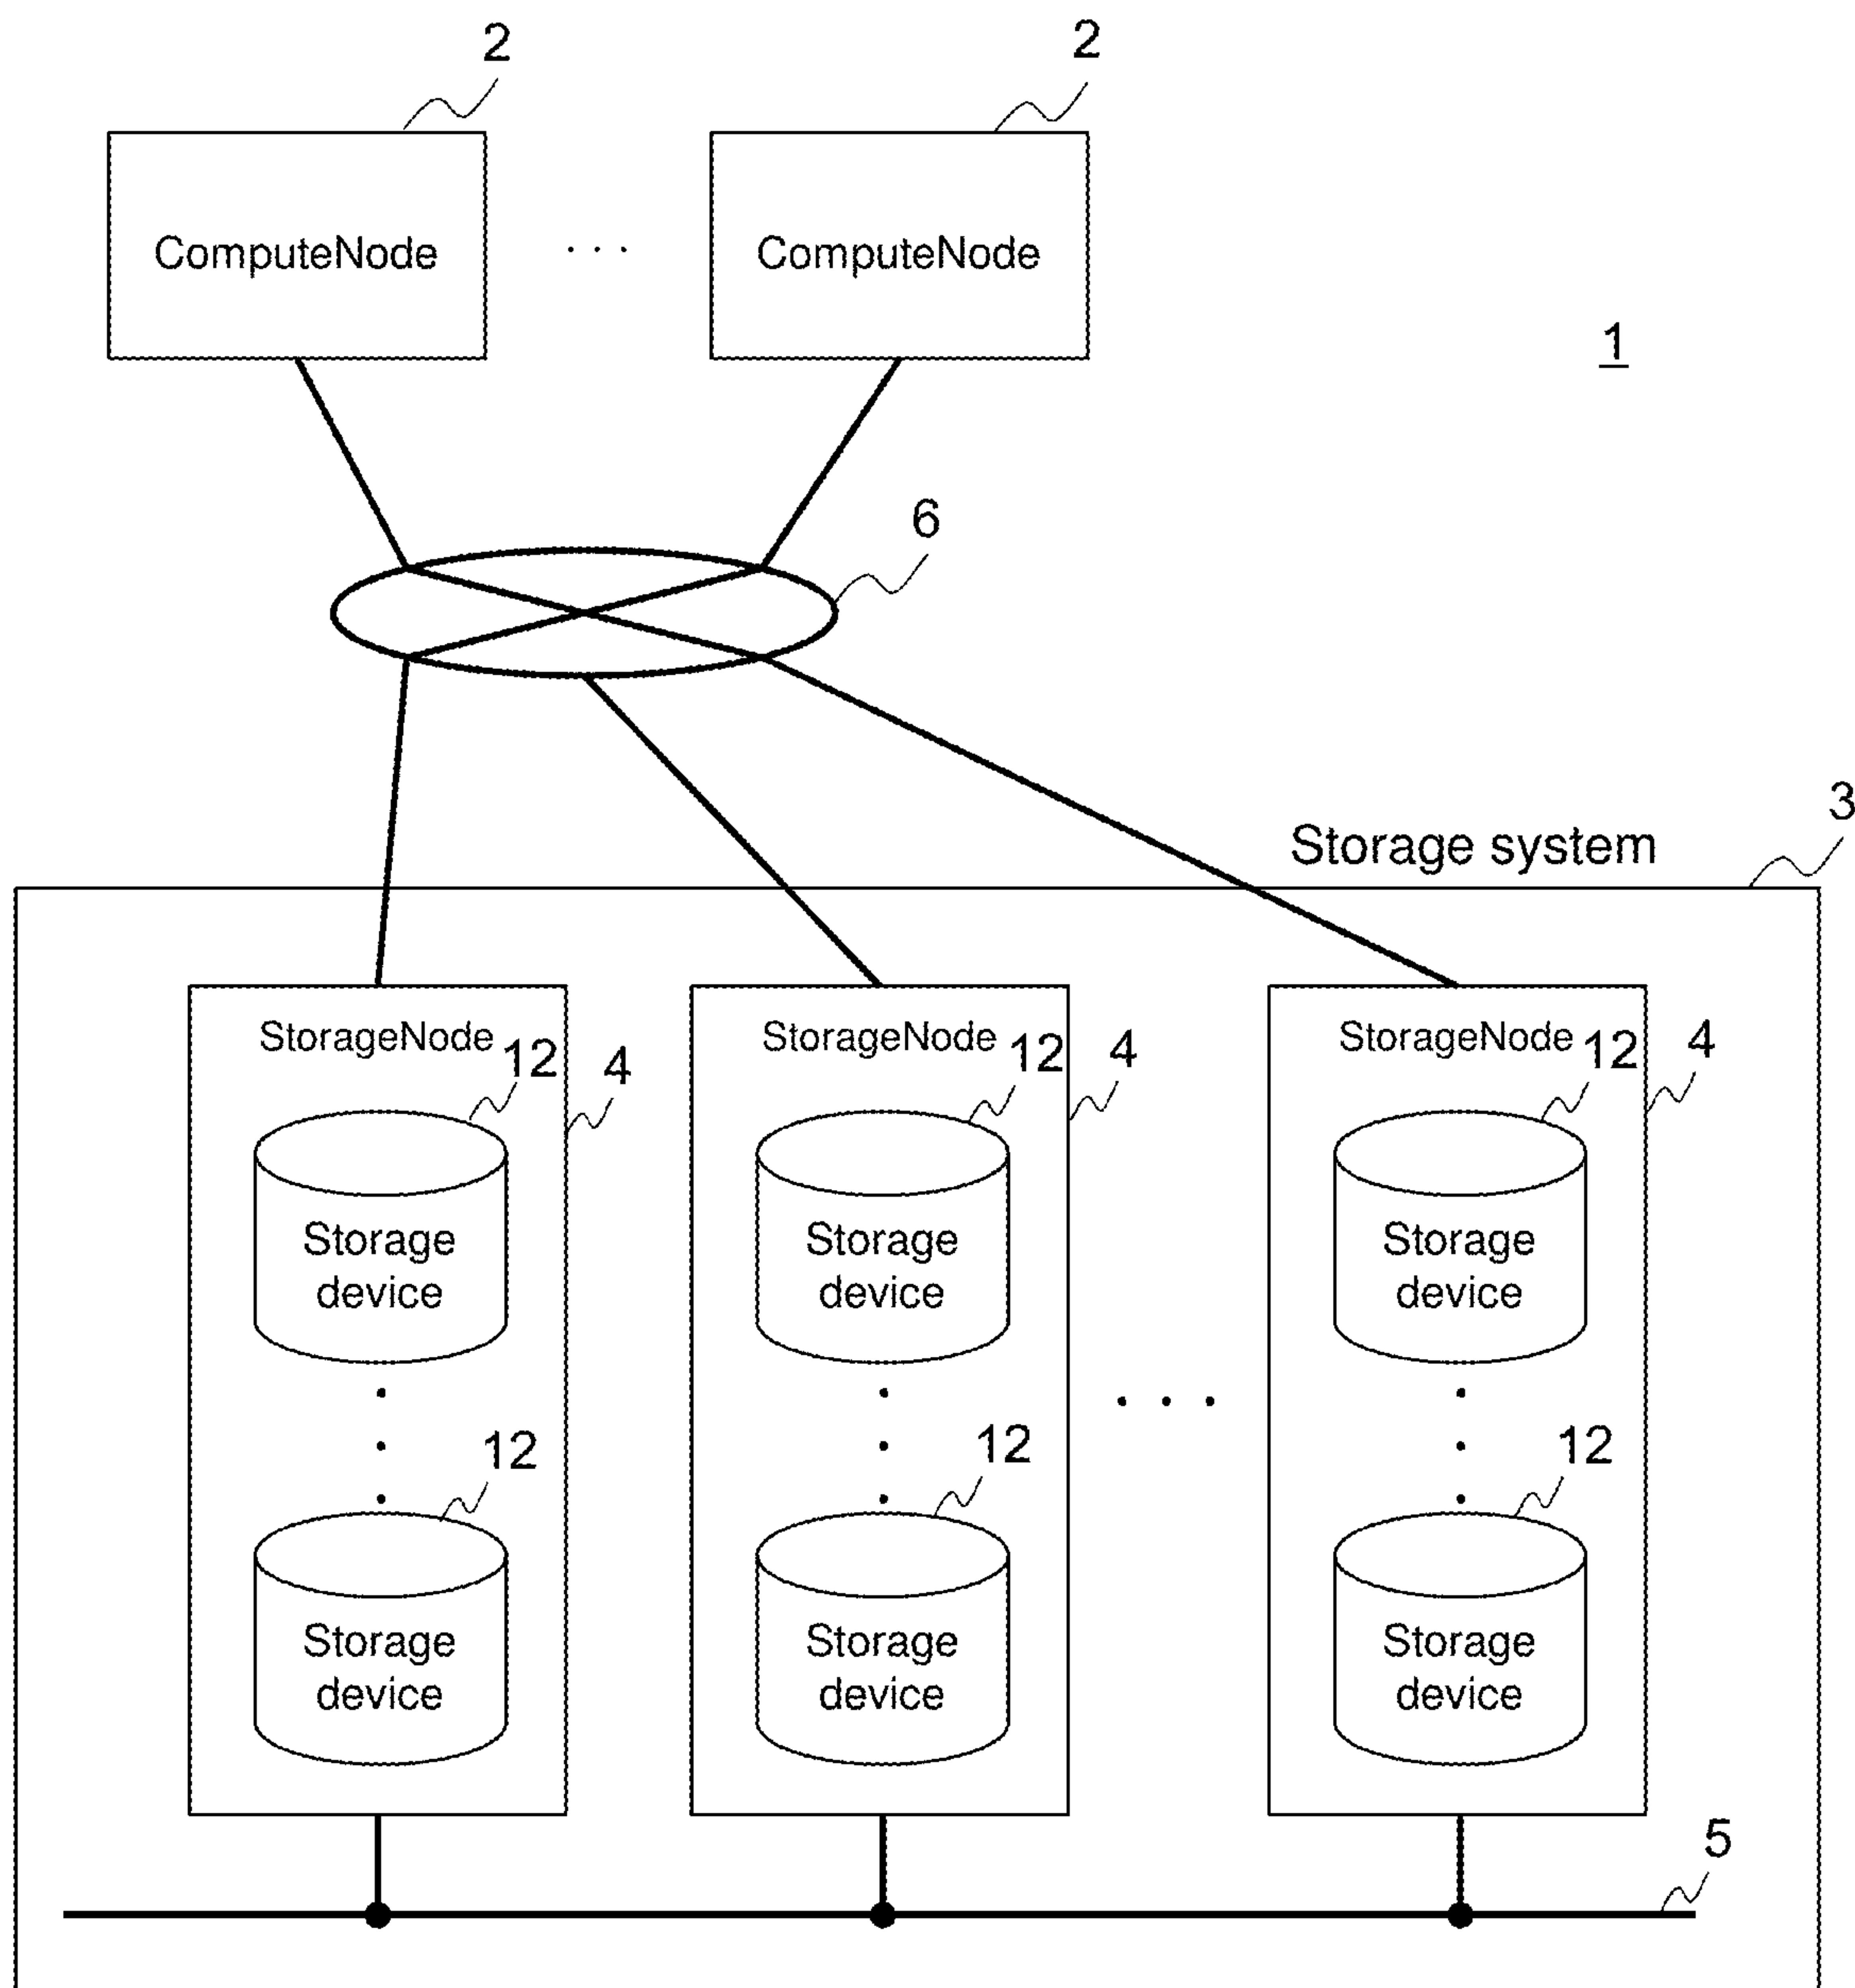 2 2
ComputeNode . . . ComputeNode
1
6
3
Storage system
StorageNode 12 4 StorageNode 12 4 StorageNode 12 4
Storage Storage Storage
device device device
. . .
12 12 12
Storage Storage Storage
device device device
5